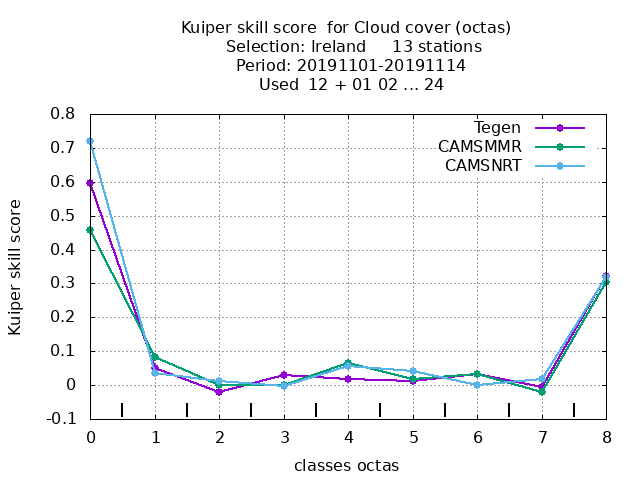 Kuiper skill score for Cloud cover (octas)
Selection: Ireland 13 stations
Period: 20191101-20191114
Used 12 + 01 02 ... 24
Tegen
CAMSMMR
CAMSNRT
0.8
0.7
0.6
0.5
0.4
0.3
0.2
0.1
0
-0.1
Kuiper skill score
0 1 2 3 4 5 6 7 8
classes octas